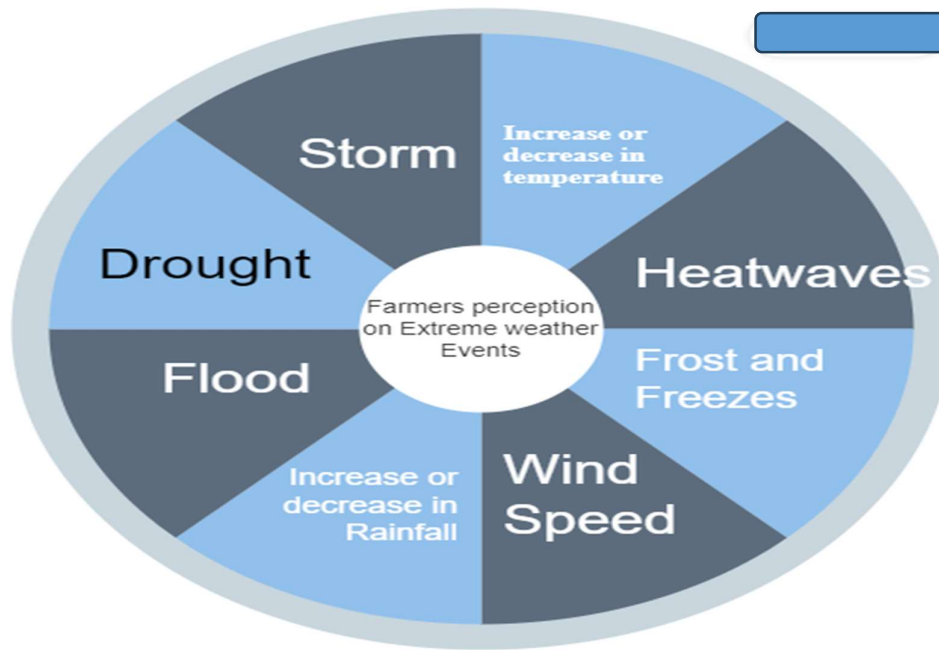 Increase or
decrease in
temperature
Heatwaves
Frost and
Freezes
Wind
Speed
Increase or
decrease in
Rainfall
Flood
Drought
Storm
Farmers perception
on Extreme weather
Events